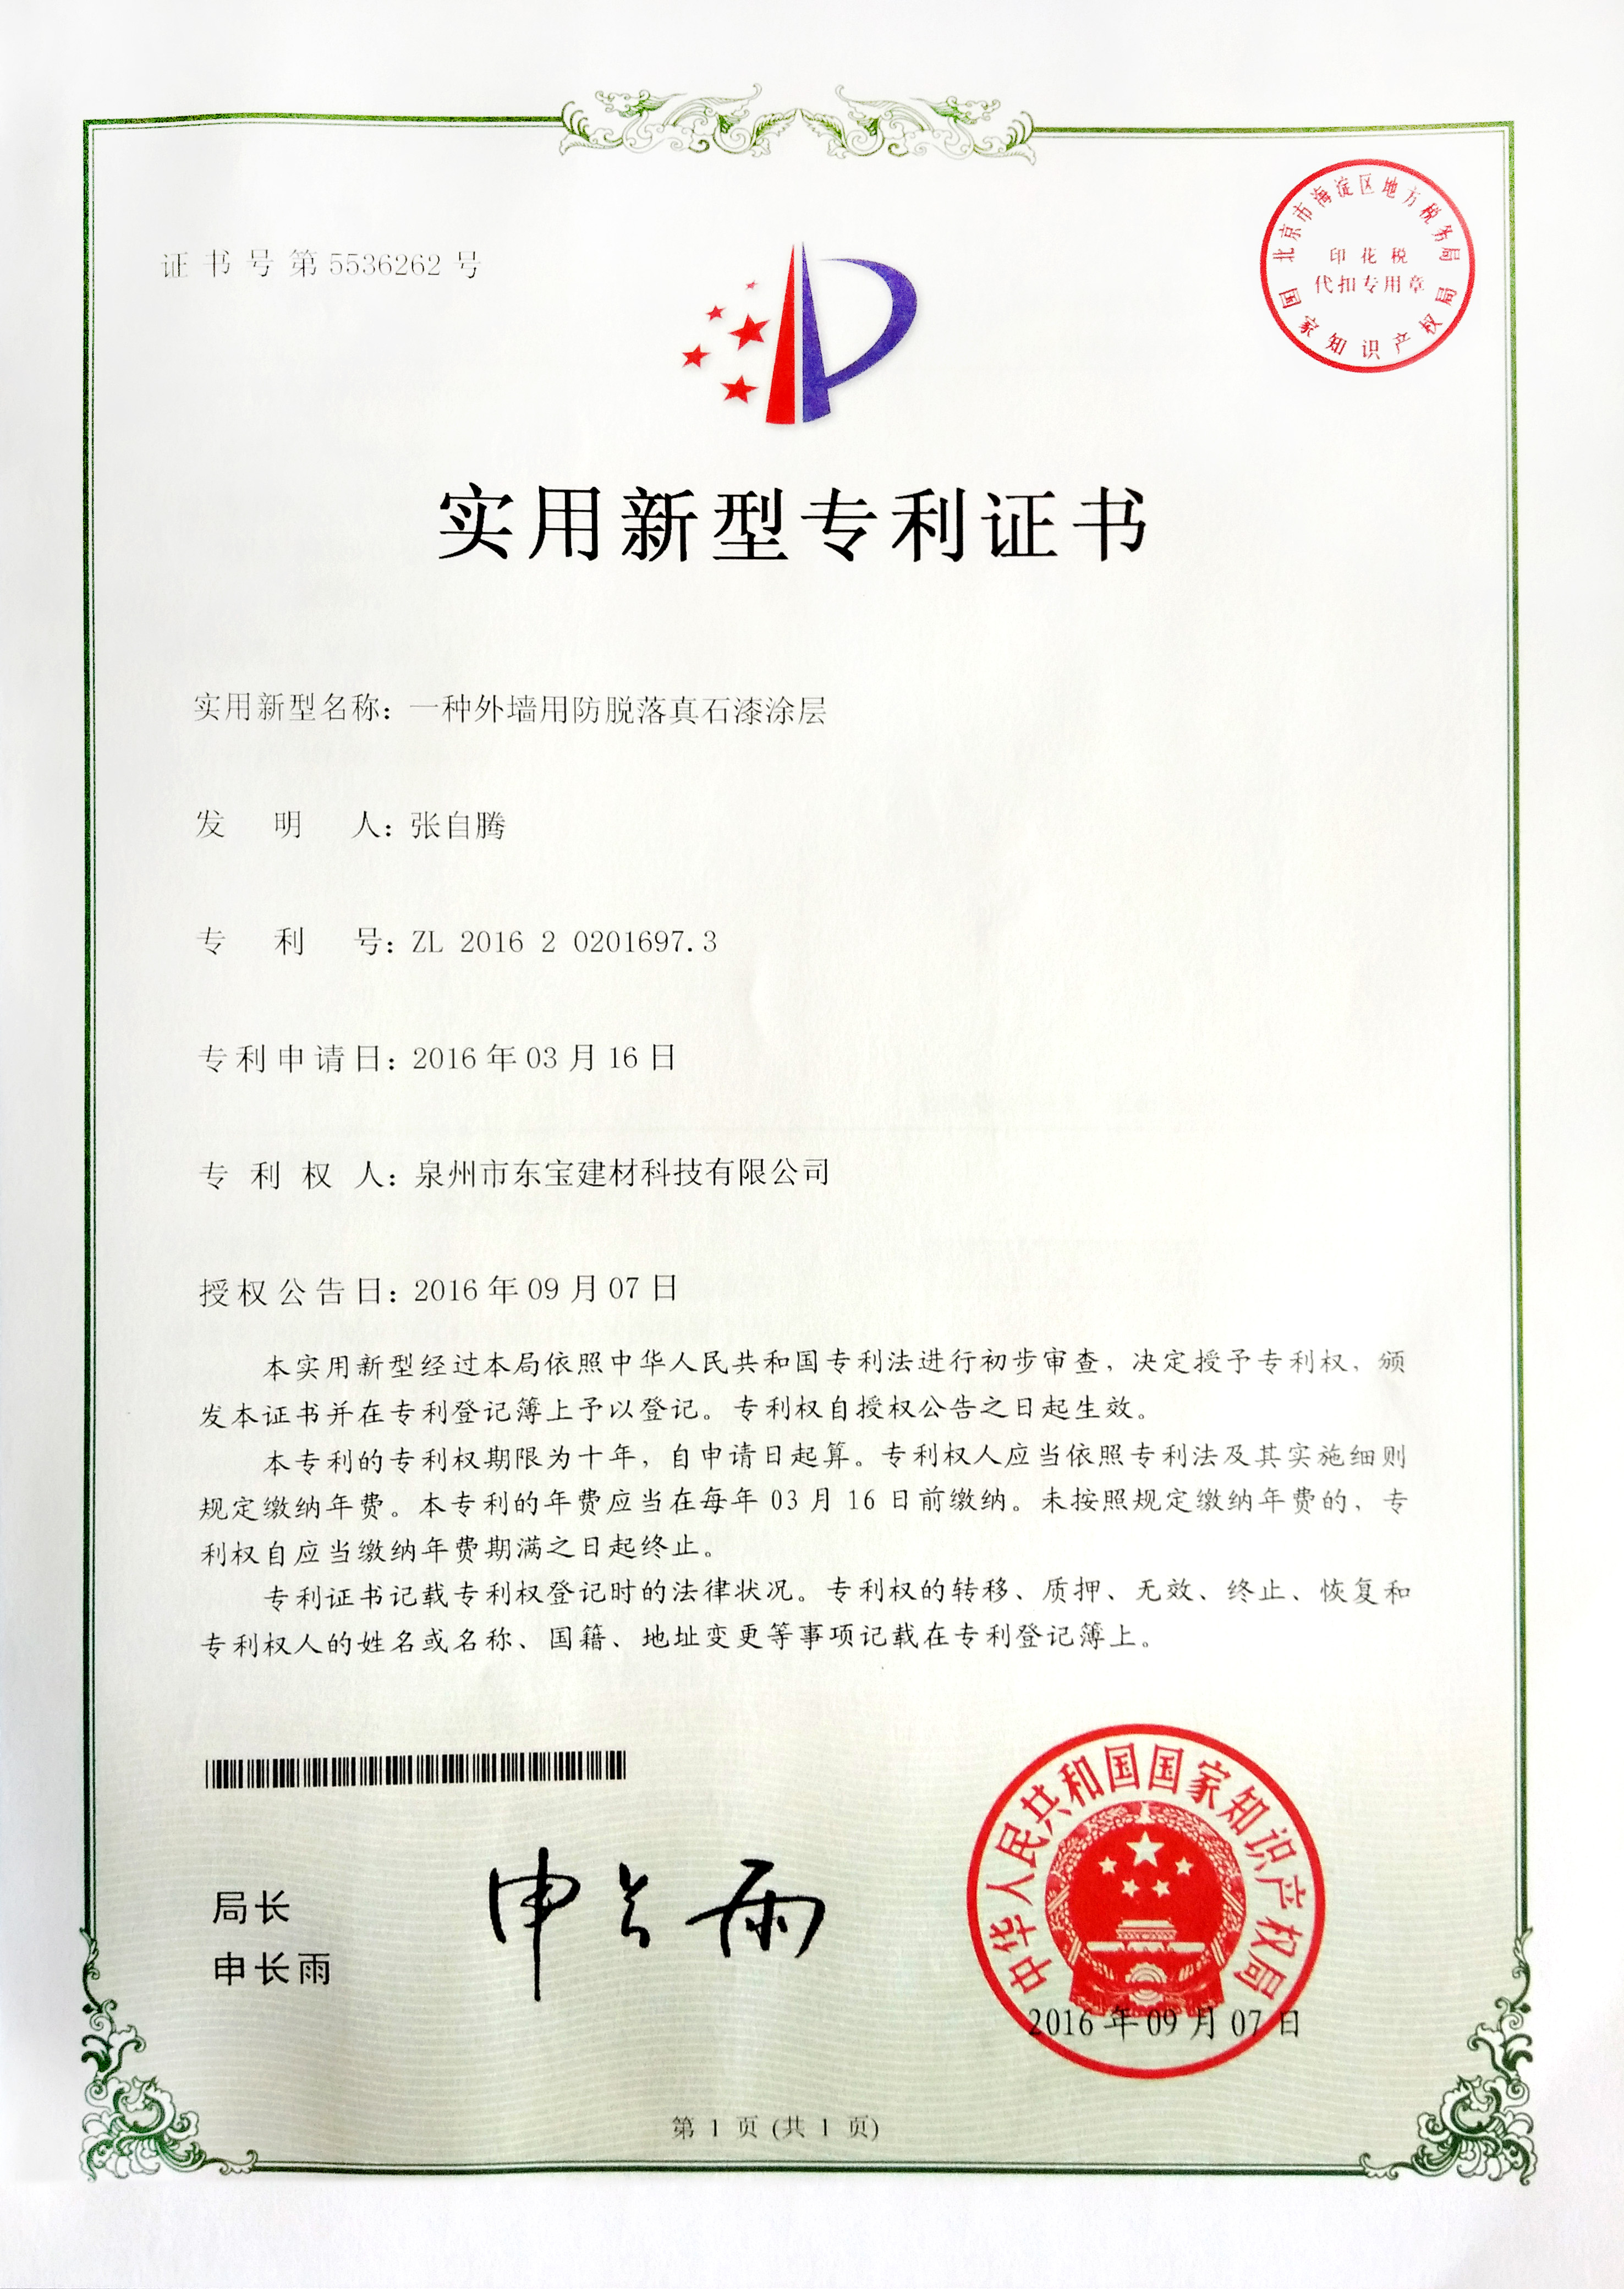 证书号第5536262号
北京市海淀区地方税务局
印花税
代扣专用章
国家知识产权局
实用新型专利证书
实用新型名称：一种外墙用防脱落真石漆涂层
发明人：张自腾
专利号：ZL 2016 2 0201697.3
专利申请日：2016年03月16日
专利权人：泉州市东宝建材科技有限公司
授权公告日：2016年09月07日
本实用新型经过本局依照中华人民共和国专利法进行初步审查，决定授予专利权，颁
发本证书并在专利登记簿上予以登记。专利权自授权公告之日起生效。
本专利的专利权期限为十年，自申请日起算。专利权人应当依照专利法及其实施细则
规定缴纳年费。本专利的年费应当在每年03月16日前缴纳。未按照规定缴纳年费的，专
利权自应当缴纳年费期满之日起终止。
专利证书记载专利权登记时的法律状况。专利权的转移、质押、无效、终止、恢复和
专利权人的姓名或名称、国籍、地址变更等事项记载在专利登记簿上。
局长
申长雨
申长雨
中华人民共和国国家知识产权局
2016年09月07日
第 1 页 (共 1 页)